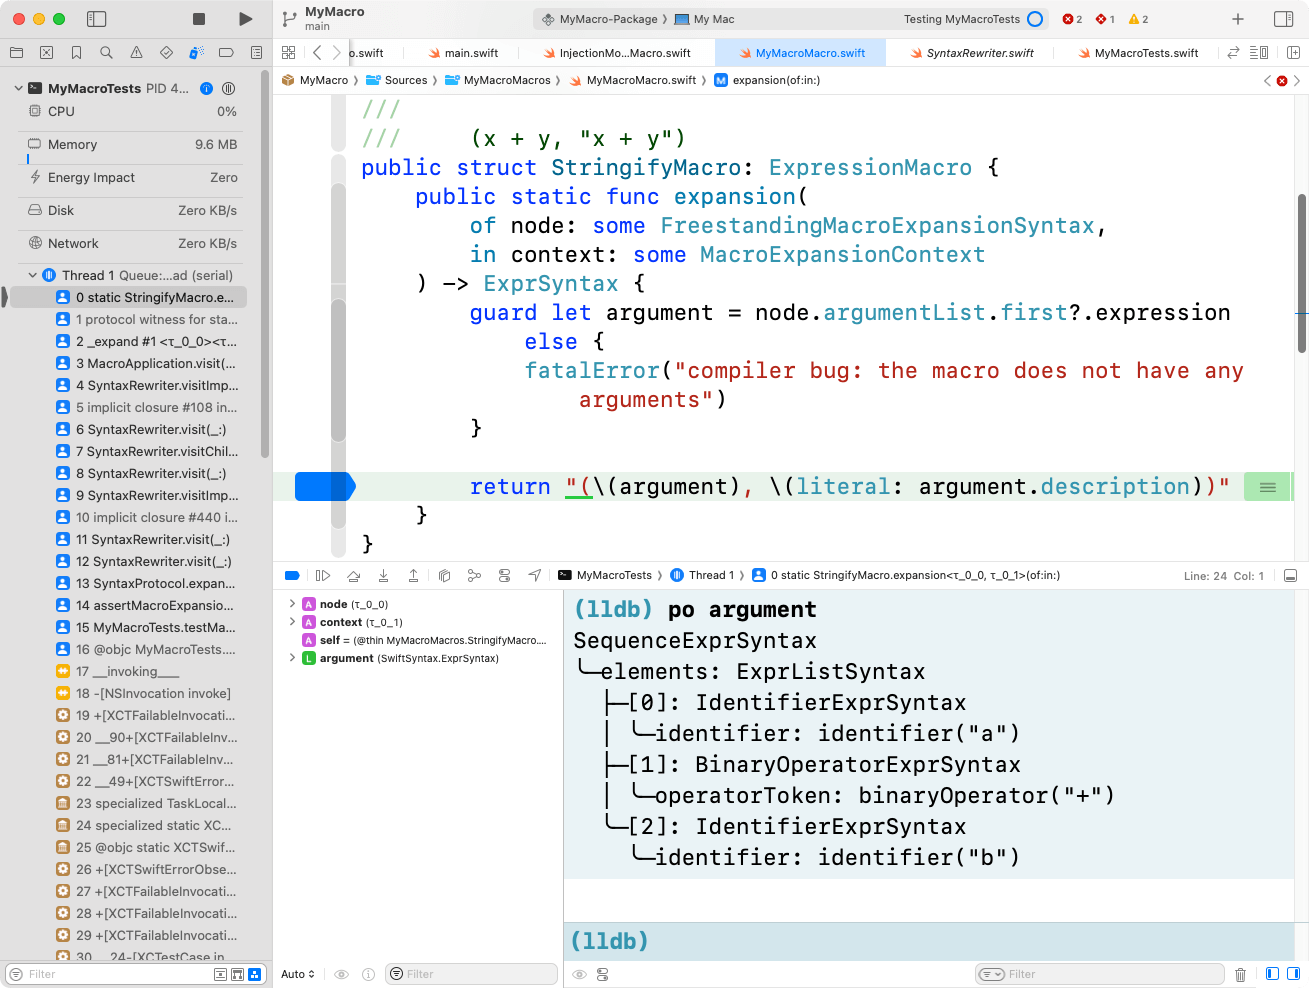 MyMacro
main
MyMacro-Package 〉 My Mac
Testing MyMacroTests
2
1
2
o.swift
main.swift
InjectionMo...Macro.swift
MyMacroMacro.swift
SyntaxRewriter.swift
MyMacroTests.swift
MyMacro 〉 Sources 〉 MyMacroMacros 〉 MyMacroMacro.swift 〉 M expansion(of:in:)
MyMacroTests PID 4...
CPU 0%
Memory 9.6 MB
Energy Impact Zero
Disk Zero KB/s
Network Zero KB/s
Thread 1 Queue:...ad (serial)
0 static StringifyMacro.e...
1 protocol witness for sta...
2 _expand #1 <τ_0_0><τ...
3 MacroApplication.visit(...
4 SyntaxRewriter.visitImp...
5 implicit closure #108 in...
6 SyntaxRewriter.visit(_:)
7 SyntaxRewriter.visitChil...
8 SyntaxRewriter.visit(_:)
9 SyntaxRewriter.visitImp...
10 implicit closure #440 i...
11 SyntaxRewriter.visit(_:)
12 SyntaxRewriter.visit(_:)
13 SyntaxProtocol.expan...
14 assertMacroExpansio...
15 MyMacroTests.testMa...
16 @objc MyMacroTests....
17 __invoking___
18 -[NSInvocation invoke]
19 +[XCTFailableInvocati...
20 __90+[XCTFailableInv...
21 __81+[XCTFailableInv...
22 __49+[XCTSwiftError...
23 specialized TaskLocal...
24 specialized static XC...
25 @objc static XCTSwif...
26 +[XCTSwiftErrorObse...
27 +[XCTFailableInvocati...
28 +[XCTFailableInvocati...
29 +[XCTFailableInvocati...
30 __24-[XCTestCase in...
Filter
///
/// (x + y, "x + y")
public struct StringifyMacro: ExpressionMacro {
public static func expansion(
of node: some FreestandingMacroExpansionSyntax,
in context: some MacroExpansionContext
) -> ExprSyntax {
guard let argument = node.argumentList.first?.expression
else {
fatalError("compiler bug: the macro does not have any
arguments")
}
return "(\(argument), \(literal: argument.description))"
}
}
MyMacroTests 〉 Thread 1 〉 0 static StringifyMacro.expansion<τ_0_0, τ_0_1>(of:in:)
Line: 24 Col: 1
A node (τ_0_0)
A context (τ_0_1)
A self = (@thin MyMacroMacros.StringifyMacro....
L argument (SwiftSyntax.ExprSyntax)
Auto
Filter
(lldb) po argument
SequenceExprSyntax
╰─elements: ExprListSyntax
├─[0]: IdentifierExprSyntax
│ ╰─identifier: identifier("a")
├─[1]: BinaryOperatorExprSyntax
│ ╰─operatorToken: binaryOperator("+")
╰─[2]: IdentifierExprSyntax
╰─identifier: identifier("b")
(lldb)
Filter